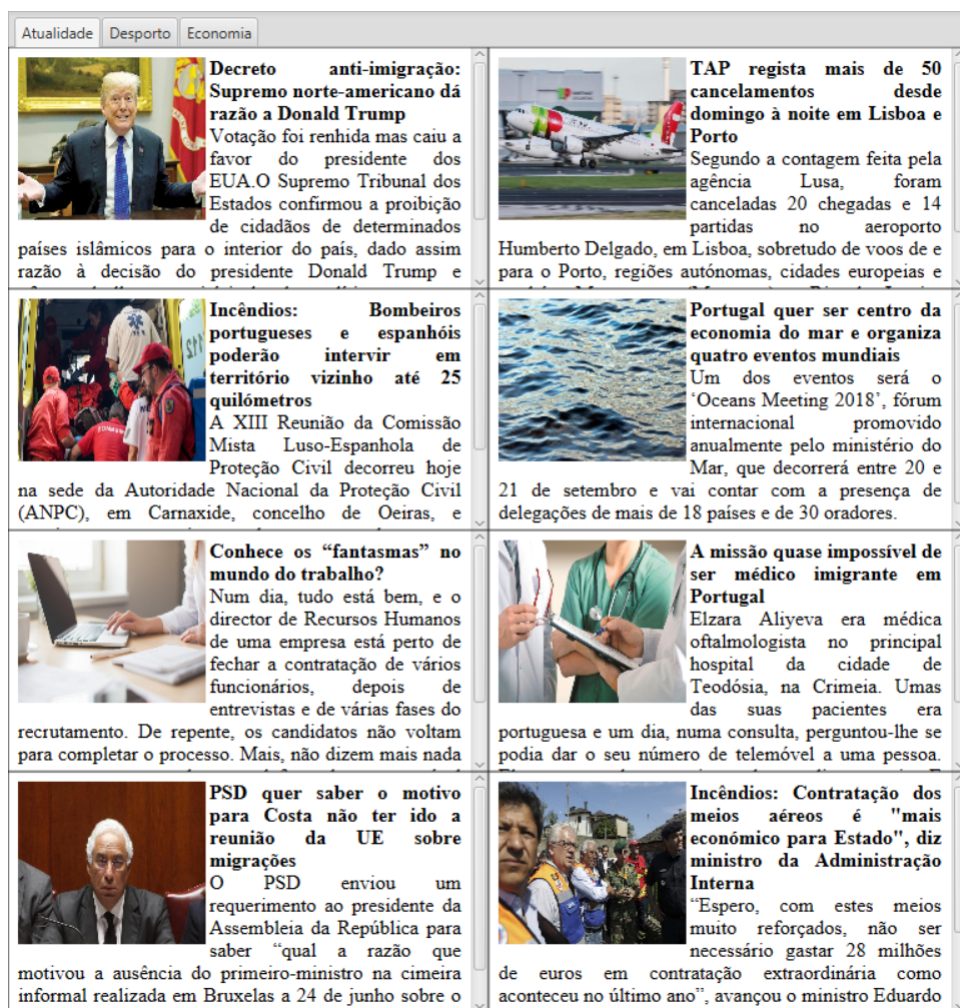 Atualidade Desporto Economia
Decreto anti-imigração:
Supremo norte-americano dá
razão a Donald Trump
Votação foi renhida mas caiu a
favor do presidente dos
EUA.O Supremo Tribunal dos
Estados confirmou a proibição
de cidadãos de determinados
países islâmicos para o interior do país, dado assim
razão à decisão do presidente Donald Trump e
TAP regista mais de 50
cancelamentos desde
domingo à noite em Lisboa e
Porto
Segundo a contagem feita pela
agência Lusa, foram
canceladas 20 chegadas e 14
partidas no aeroporto
Humberto Delgado, em Lisboa, sobretudo de voos de e
para o Porto, regiões autónomas, cidades europeias e
Incêndios: Bombeiros
portugueses e espanhóis
poderão intervir em
território vizinho até 25
quilómetros
A XIII Reunião da Comissão
Mista Luso-Espanhola de
Proteção Civil decorreu hoje
na sede da Autoridade Nacional da Proteção Civil
(ANPC), em Carnaxide, concelho de Oeiras, e
112
Portugal quer ser centro da
economia do mar e organiza
quatro eventos mundiais
Um dos eventos será o
‘Oceans Meeting 2018’, fórum
internacional promovido
anualmente pelo ministério do
Mar, que decorrerá entre 20 e
21 de setembro e vai contar com a presença de
delegações de mais de 18 países e de 30 oradores.
Conhece os “fantasmas” no
mundo do trabalho?
Num dia, tudo está bem, e o
director de Recursos Humanos
de uma empresa está perto de
fechar a contratação de vários
funcionários, depois de
entrevistas e de várias fases do
recrutamento. De repente, os candidatos não voltam
para completar o processo. Mais, não dizem mais nada
A missão quase impossível de
ser médico imigrante em
Portugal
Elzara Aliyeva era médica
oftalmologista no principal
hospital da cidade de
Teodósia, na Crimeia. Umas
das suas pacientes era
portuguesa e um dia, numa consulta, perguntou-lhe se
podia dar o seu número de telemóvel a uma pessoa.
PSD quer saber o motivo
para Costa não ter ido a
reunião da UE sobre
migrações
O PSD enviou um
requerimento ao presidente da
Assembleia da República para
saber “qual a razão que
motivou a ausência do primeiro-ministro na cimeira
informal realizada em Bruxelas a 24 de junho sobre o
Incêndios: Contratação dos
meios aéreos é "mais
económico para Estado", diz
ministro da Administração
Interna
“Espero, com estes meios
muito reforçados, não ser
necessário gastar 28 milhões
de euros em contratação extraordinária como
aconteceu no último ano”, avançou o ministro Eduardo